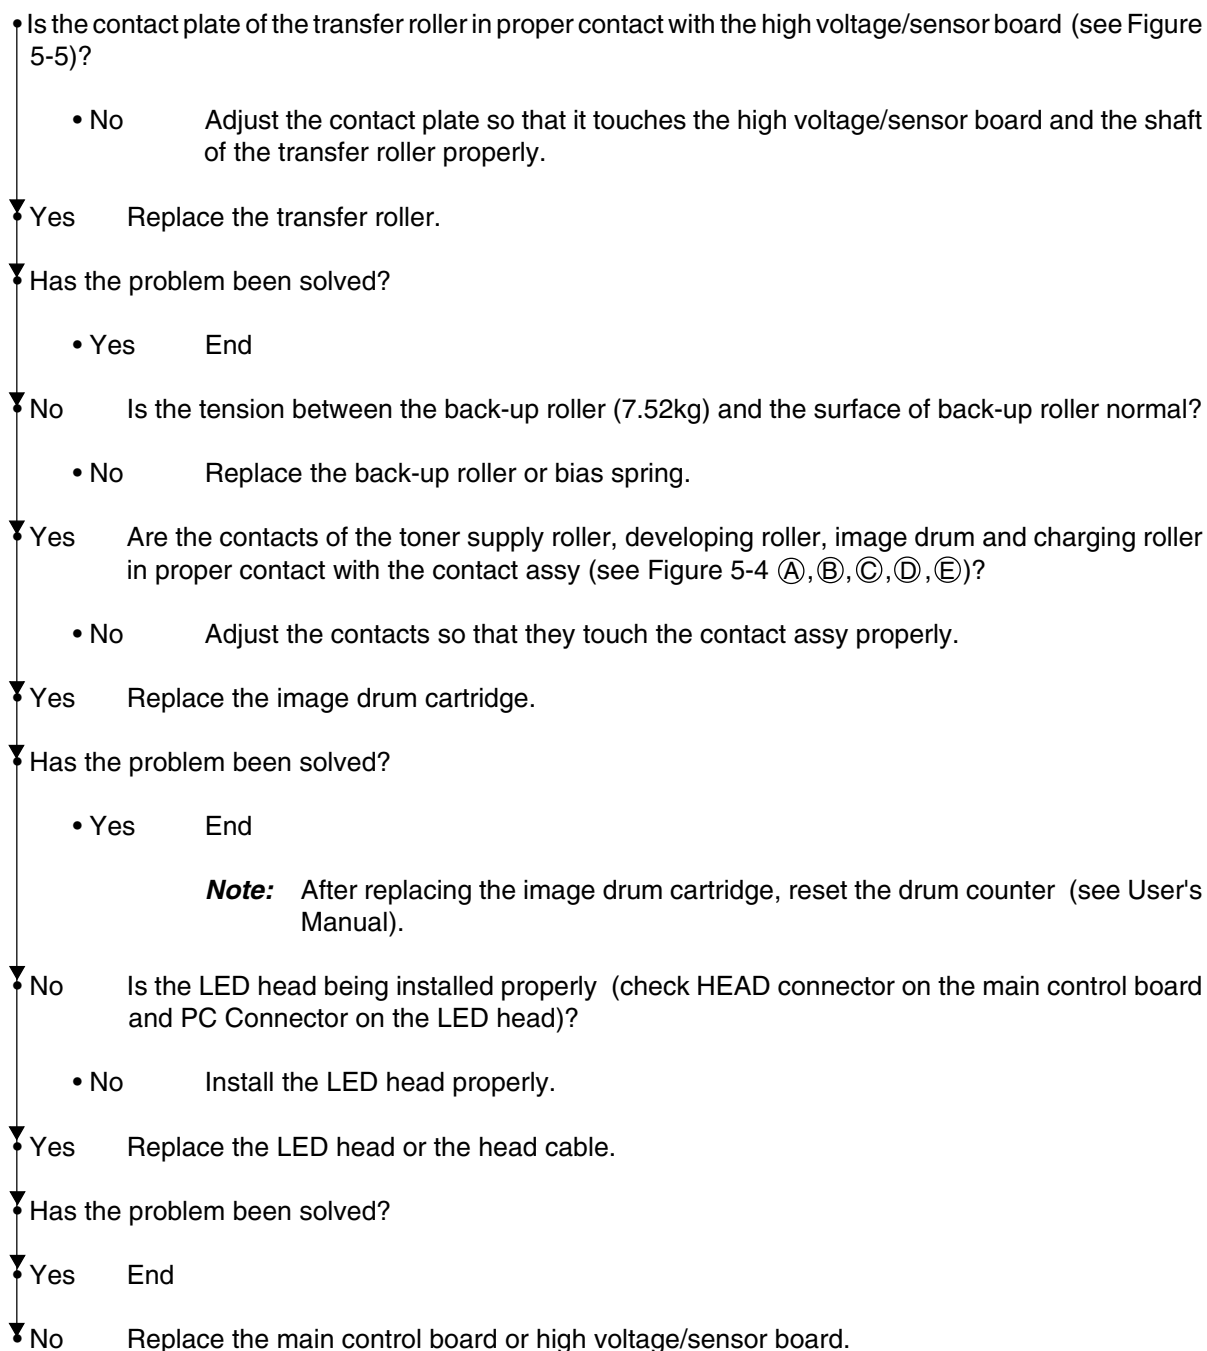 • Is the contact plate of the transfer roller in proper contact with the high voltage/sensor board (see Figure
5-5)?
• No Adjust the contact plate so that it touches the high voltage/sensor board and the shaft
of the transfer roller properly.
• Yes Replace the transfer roller.
• Has the problem been solved?
• Yes End
• No Is the tension between the back-up roller (7.52kg) and the surface of back-up roller normal?
• No Replace the back-up roller or bias spring.
• Yes Are the contacts of the toner supply roller, developing roller, image drum and charging roller
in proper contact with the contact assy (see Figure 5-4 Ⓐ,Ⓑ,Ⓒ,Ⓓ,Ⓔ)?
• No Adjust the contacts so that they touch the contact assy properly.
• Yes Replace the image drum cartridge.
• Has the problem been solved?
• Yes End
Note: After replacing the image drum cartridge, reset the drum counter (see User's
Manual).
• No Is the LED head being installed properly (check HEAD connector on the main control board
and PC Connector on the LED head)?
• No Install the LED head properly.
• Yes Replace the LED head or the head cable.
• Has the problem been solved?
• Yes End
• No Replace the main control board or high voltage/sensor board.